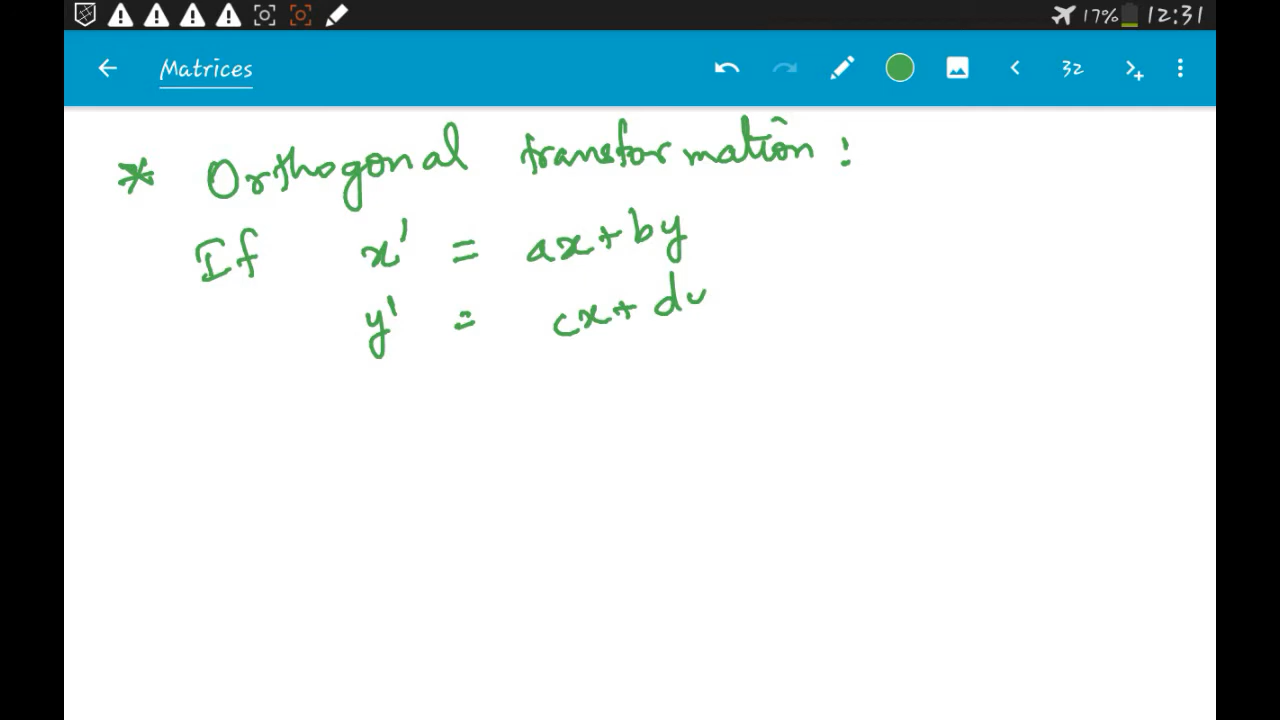 17% 12:31
Matrices 32
* Orthogonal transformation :
If x' = ax+by
y' = cx+ d